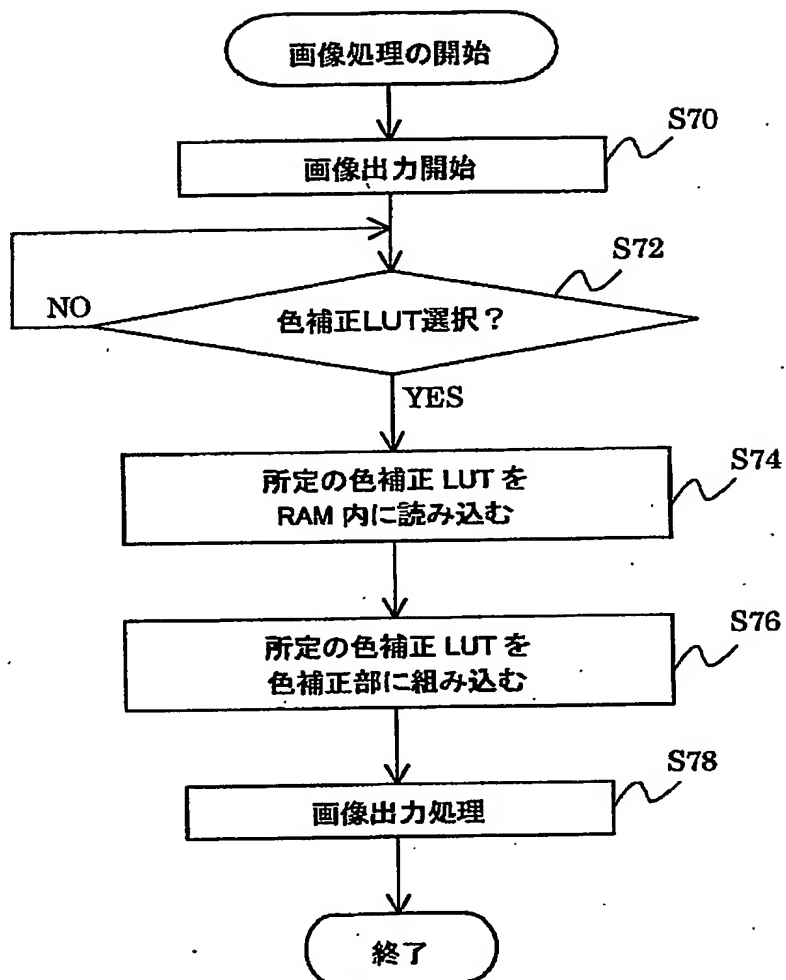 画像処理の開始
S70
画像出力開始
S72
NO
色補正LUT選択？
YES
S74
所定の色補正 LUT を
RAM 内に読み込む
S76
所定の色補正 LUT を
色補正部に組み込む
S78
画像出力処理
終了